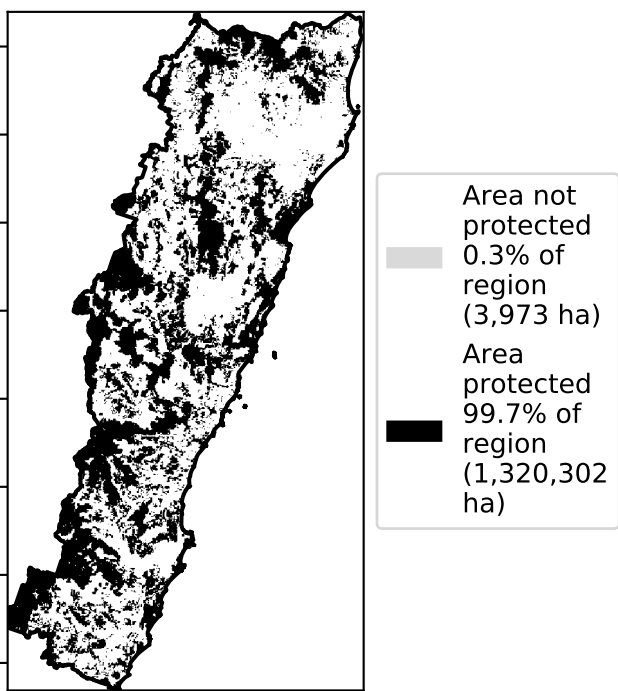 Area not
protected
0.3% of
region
(3,973 ha)
Area
protected
99.7% of
region
(1,320,302
ha)